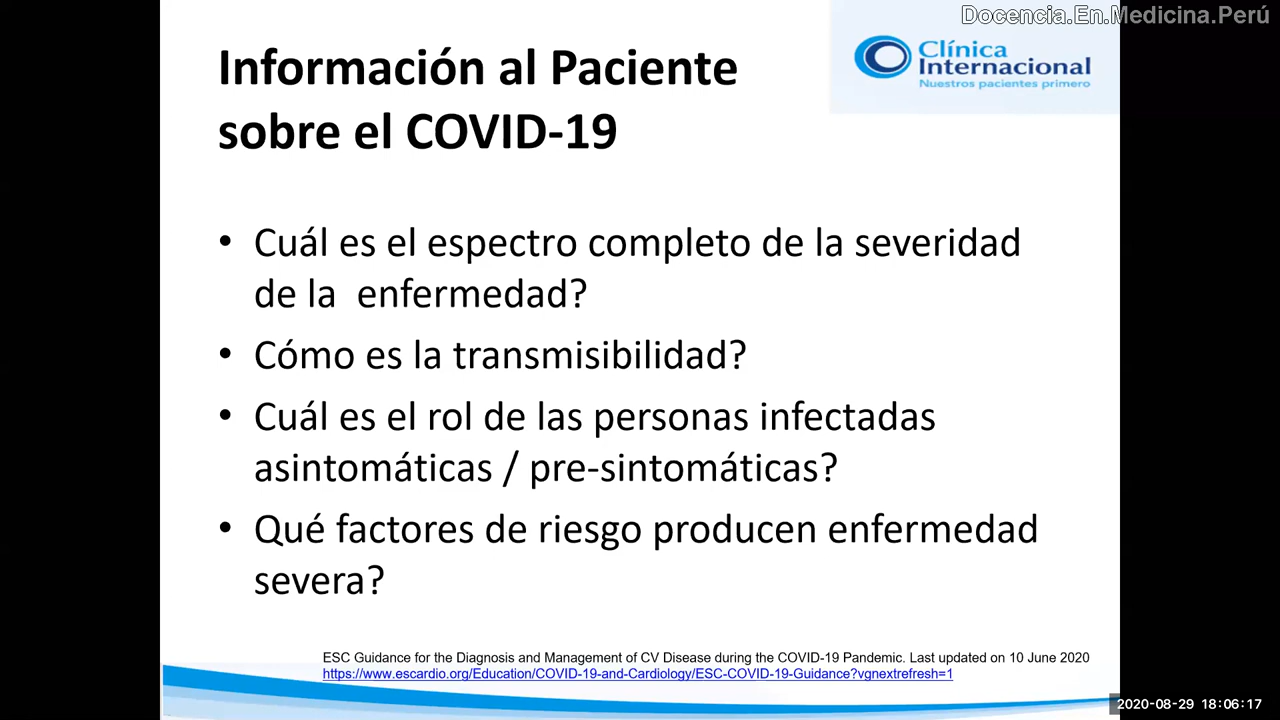 Docencia.En.Medicina.Perú
Clínica
Internacional
Nuestros pacientes primero
Información al Paciente
sobre el COVID-19
• Cuál es el espectro completo de la severidad
de la  enfermedad?
• Cómo es la transmisibilidad?
• Cuál es el rol de las personas infectadas
asintomáticas / pre-sintomáticas?
• Qué factores de riesgo producen enfermedad
severa?
ESC Guidance for the Diagnosis and Management of CV Disease during the COVID-19 Pandemic. Last updated on 10 June 2020
https://www.escardio.org/Education/COVID-19-and-Cardiology/ESC-COVID-19-Guidance?vgnextrefresh=1
2020-08-29 18:06:17